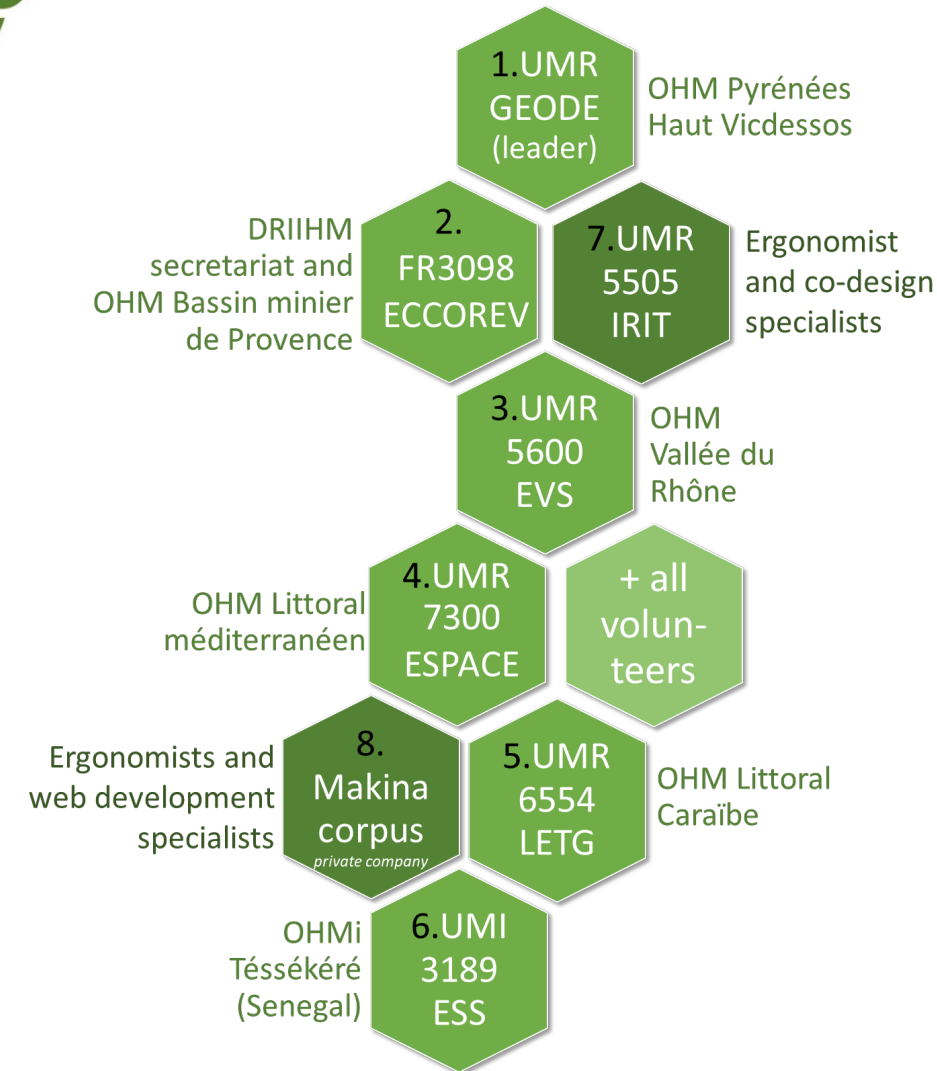 1.UMR
GEODE
(leader)
OHM Pyrénées
Haut Vicdessos
DRIIHM
secretariat and
OHM Bassin minier
de Provence
2.
FR3098
ECCOREV
7.UMR
5505
IRIT
Ergonomist
and co-design
specialists
3.UMR
5600
EVS
OHM
Vallée du
Rhône
OHM Littoral
méditerranéen
4.UMR
7300
ESPACE
+ all
volun-
teers
Ergonomists and
web development
specialists
8.
Makina
corpus
private company
5.UMR
6554
LETG
OHM Littoral
Caraïbe
OHMi
Téssékéré
(Senegal)
6.UMI
3189
ESS